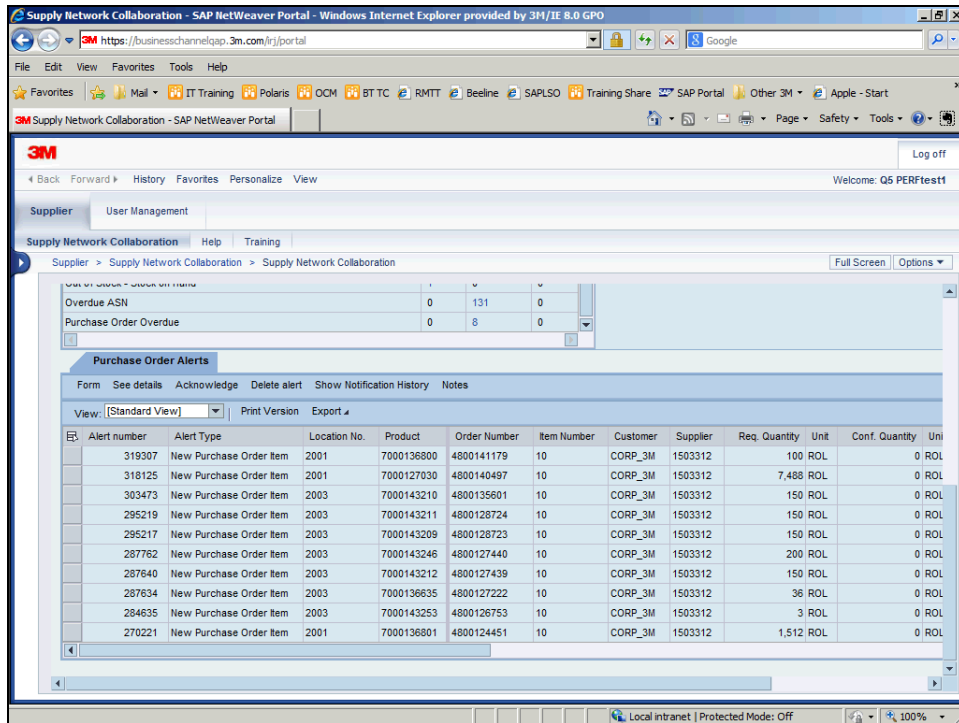 Supply Network Collaboration - SAP NetWeaver Portal - Windows Internet Explorer provided by 3M/IE 8.0 GPO
3M https://businesschannelqap.3m.com/irj/portal
Google
File Edit View Favorites Tools Help
Favorites Mail IT Training Polaris OCM BT TC RMTT Beeline SAPLSO Training Share SAP Portal Other 3M Apple - Start
3M Supply Network Collaboration - SAP NetWeaver Portal
Page Safety Tools
3M
Log off
Back Forward History Favorites Personalize View
Welcome: Q5 PERFtest1
Supplier User Management
Supply Network Collaboration Help Training
Supplier > Supply Network Collaboration > Supply Network Collaboration
Full Screen Options
Out of Stock - Stock on Hand 1 0 0
Overdue ASN 0 131 0
Purchase Order Overdue 0 8 0
Purchase Order Alerts
Form See details Acknowledge Delete alert Show Notification History Notes
View: [Standard View] Print Version Export
Alert number Alert Type Location No. Product Order Number Item Number Customer Supplier Req. Quantity Unit Conf. Quantity Uni
319307 New Purchase Order Item 2001 7000136800 4800141179 10 CORP_3M 1503312 100 ROL 0 ROL
318125 New Purchase Order Item 2001 7000127030 4800140497 10 CORP_3M 1503312 7,488 ROL 0 ROL
303473 New Purchase Order Item 2003 7000143210 4800135601 10 CORP_3M 1503312 150 ROL 0 ROL
295219 New Purchase Order Item 2003 7000143211 4800128724 10 CORP_3M 1503312 150 ROL 0 ROL
295217 New Purchase Order Item 2003 7000143209 4800128723 10 CORP_3M 1503312 150 ROL 0 ROL
287762 New Purchase Order Item 2003 7000143246 4800127440 10 CORP_3M 1503312 200 ROL 0 ROL
287640 New Purchase Order Item 2003 7000143212 4800127439 10 CORP_3M 1503312 150 ROL 0 ROL
287634 New Purchase Order Item 2003 7000136635 4800127222 10 CORP_3M 1503312 36 ROL 0 ROL
284635 New Purchase Order Item 2003 7000143253 4800126753 10 CORP_3M 1503312 3 ROL 0 ROL
270221 New Purchase Order Item 2001 7000136801 4800124451 10 CORP_3M 1503312 1,512 ROL 0 ROL
Local intranet | Protected Mode: Off
100%